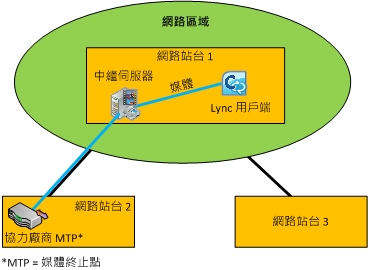 網路區域
網路站台 1
中繼伺服器
媒體
Lync 用戶端
網路站台 2
協力廠商 MTP*
網路站台 3
*MTP = 媒體終止點